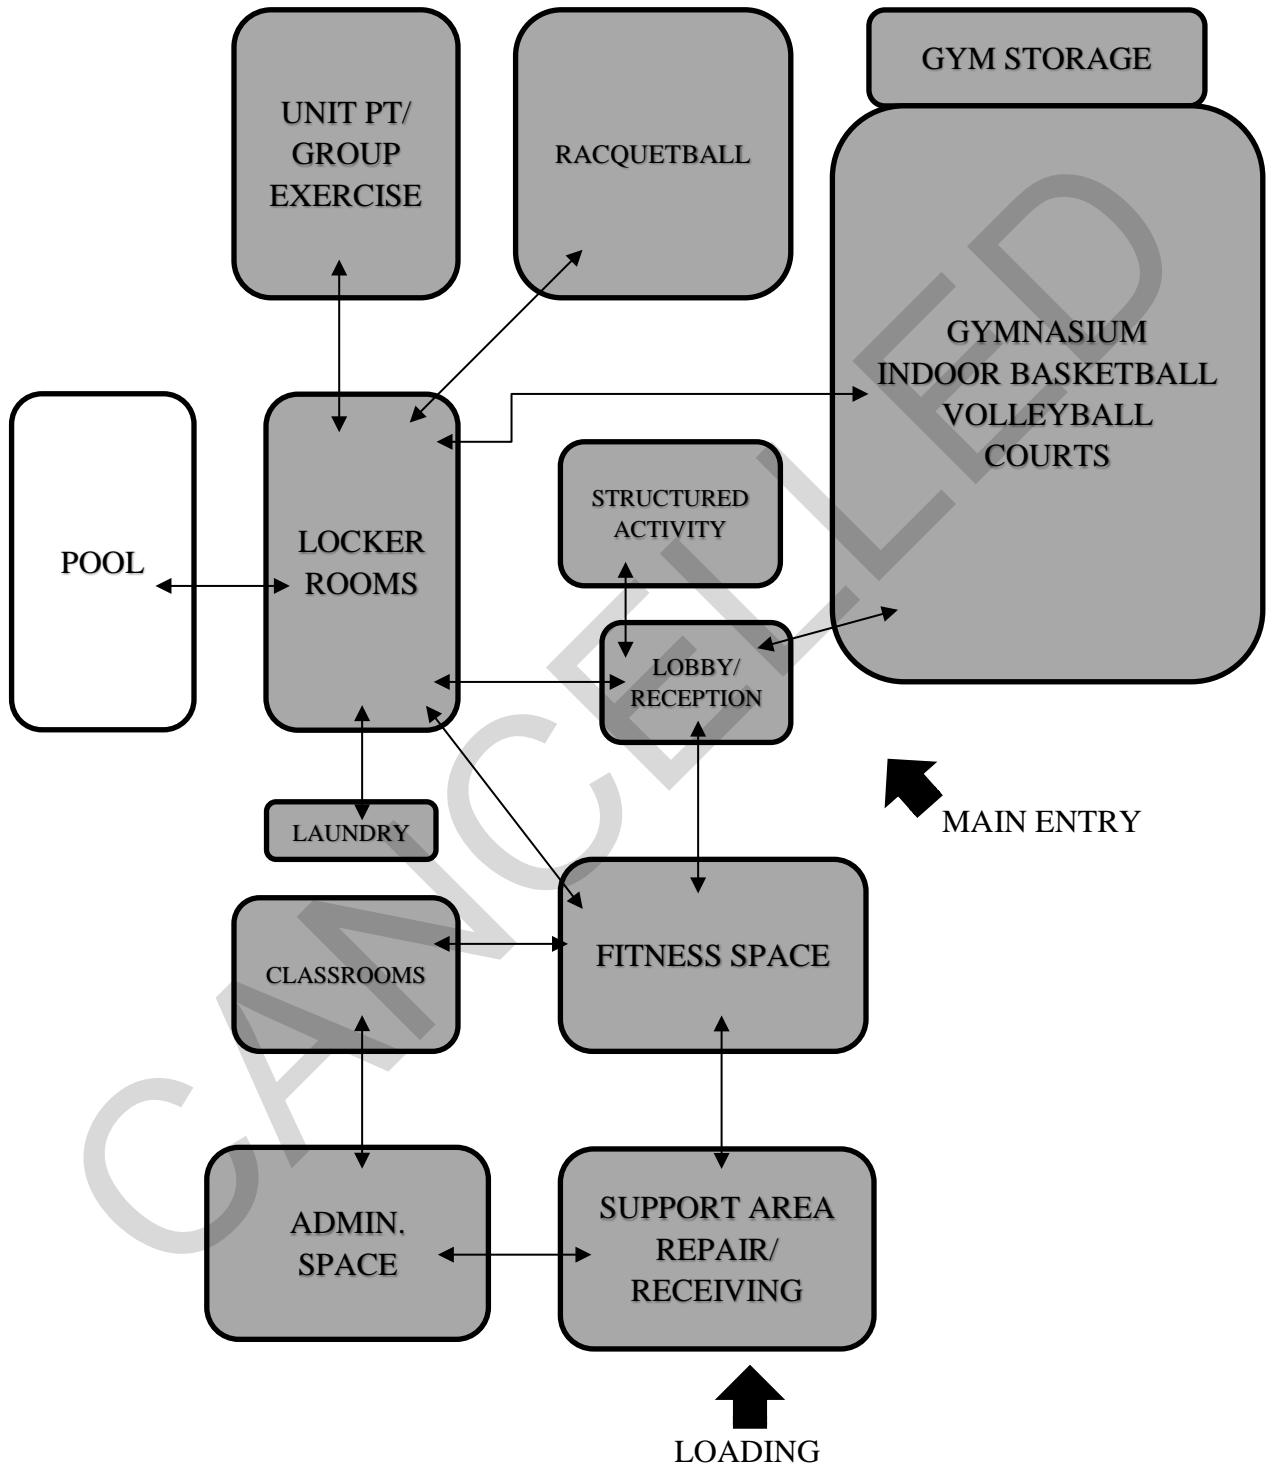 UNIT PT/
GROUP
EXERCISE
RACQUETBALL
GYM STORAGE
GYMNASIUM
INDOOR BASKETBALL
VOLLEYBALL
COURTS
POOL
LOCKER
ROOMS
STRUCTURED
ACTIVITY
LOBBY/
RECEPTION
MAIN ENTRY
LAUNDRY
CLASSROOMS
FITNESS SPACE
ADMIN.
SPACE
SUPPORT AREA
REPAIR/
RECEIVING
LOADING
CANCELLED